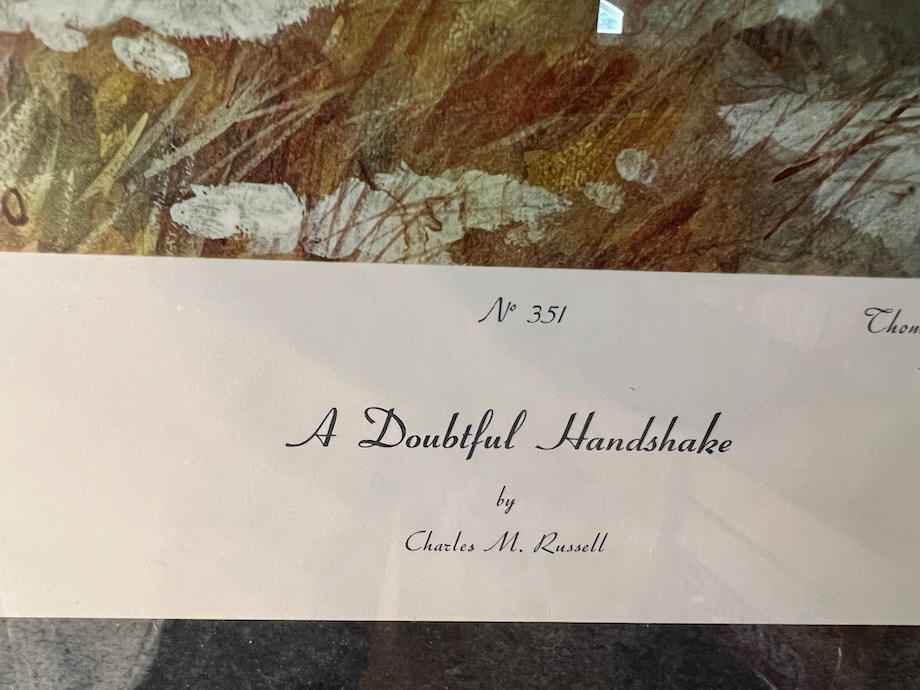 Nº 351
A Doubtful Handshake
by
Charles M. Russell